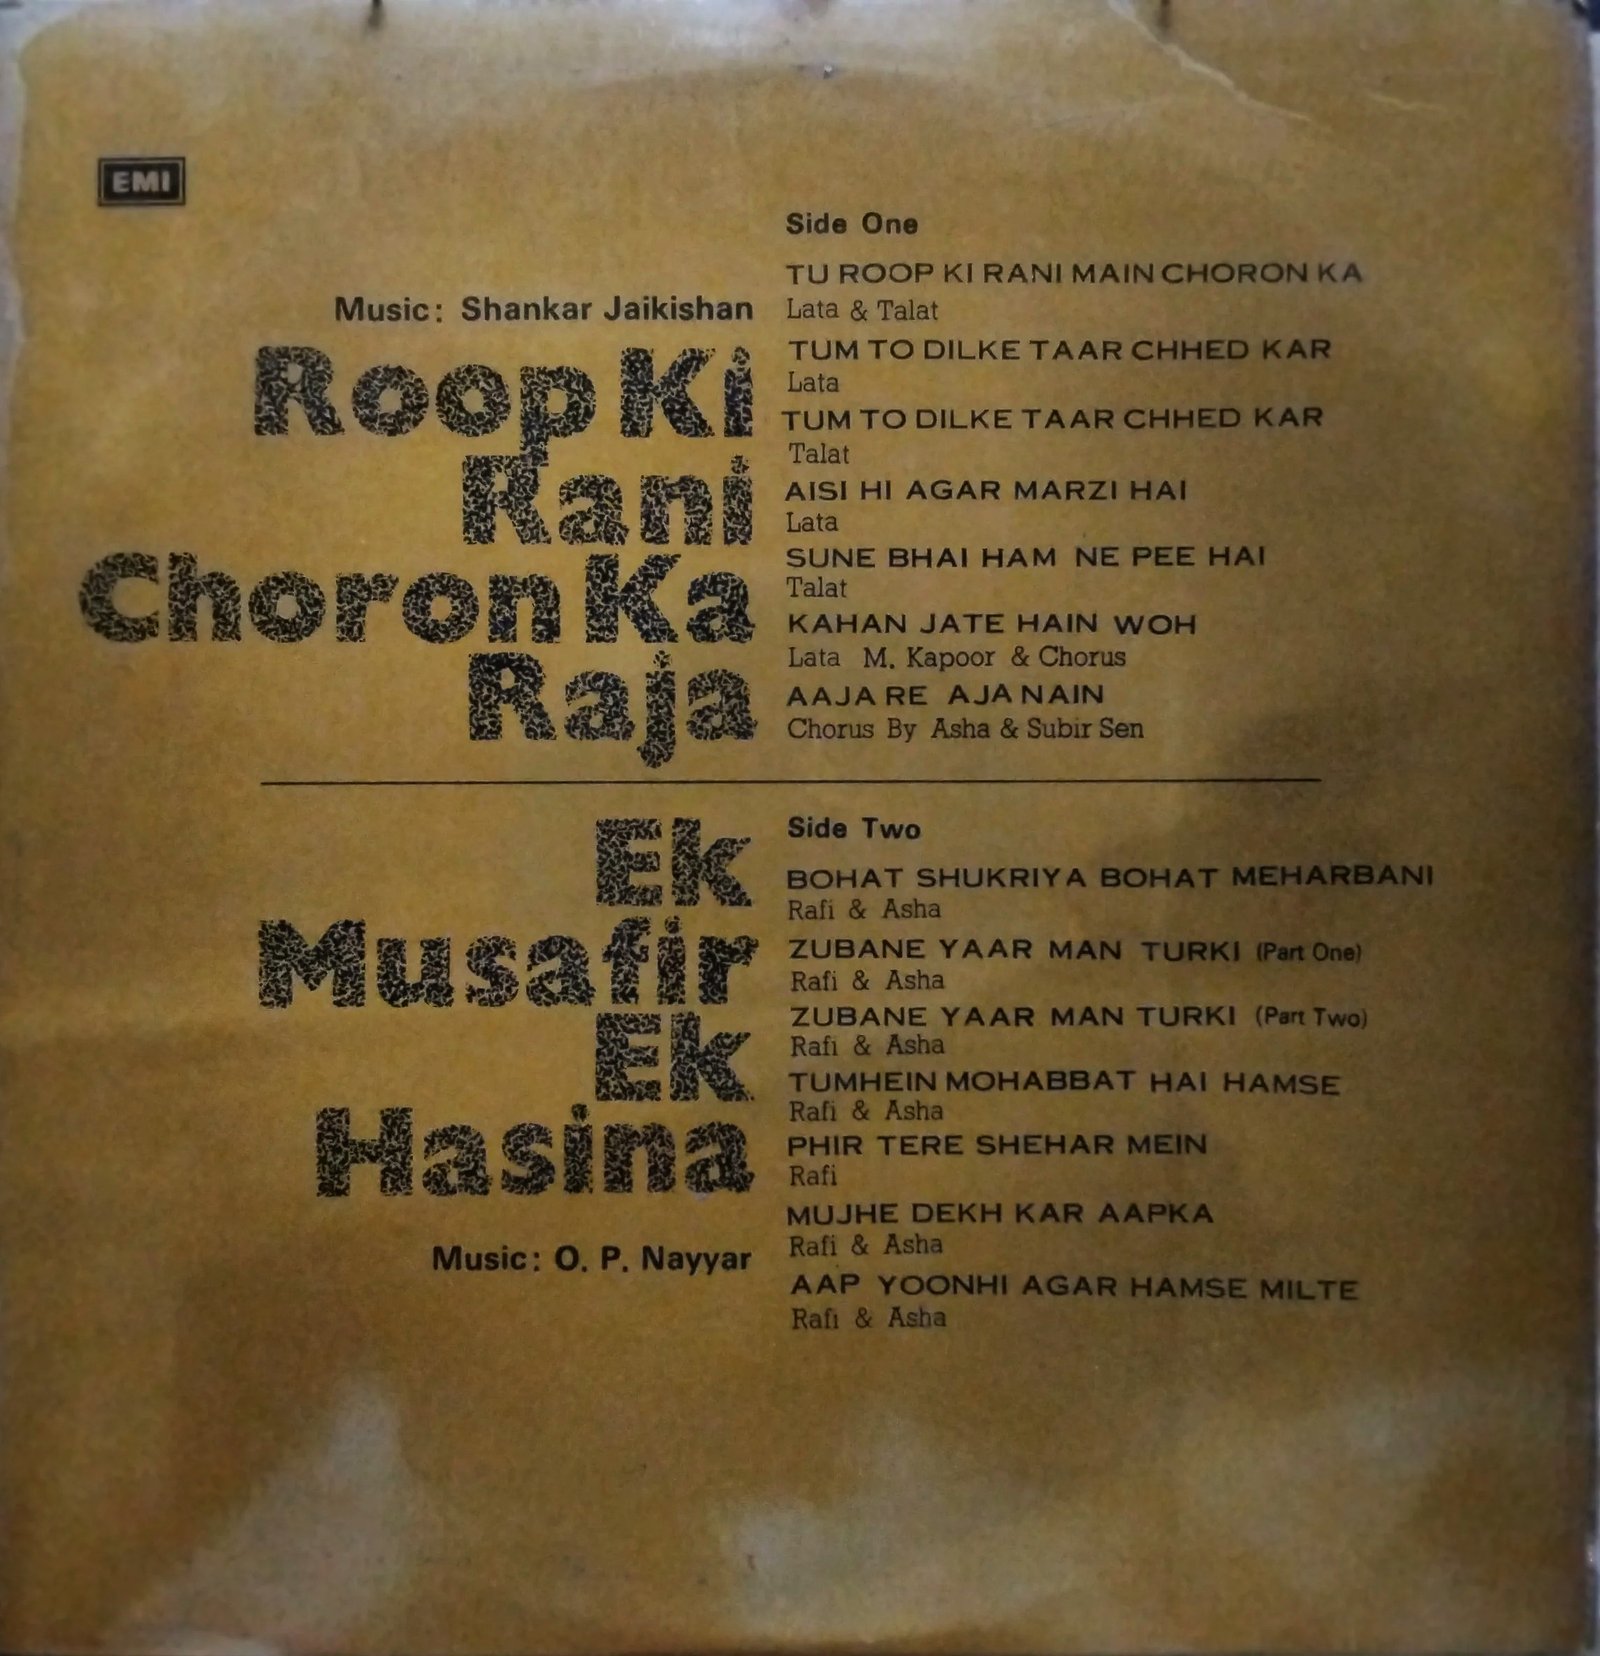 EMI
Music: Shankar Jaikishan
Roop Ki
Rani
Choron Ka
Raja
Side One
TU ROOP KI RANI MAIN CHORON KA
Lata & Talat
TUM TO DILKE TAAR CHHED KAR
Lata
TUM TO DILKE TAAR CHHED KAR
Talat
AISI HI AGAR MARZI HAI
Lata
SUNE BHAI HAM NE PEE HAI
Talat
KAHAN JATE HAIN WOH
Lata M. Kapoor & Chorus
AAJA RE AJA NAIN
Chorus By Asha & Subir Sen
Ek
Musafir
Ek
Hasina
Music: O. P. Nayyar
Side Two
BOHAT SHUKRIYA BOHAT MEHARBANI
Rafi & Asha
ZUBANE YAAR MAN TURKI (Part One)
Rafi & Asha
ZUBANE YAAR MAN TURKI (Part Two)
Rafi & Asha
TUMHEIN MOHABBAT HAI HAMSE
Rafi & Asha
PHIR TERE SHEHAR MEIN
Rafi
MUJHE DEKH KAR AAPKA
Rafi & Asha
AAP YOONHI AGAR HAMSE MILTE
Rafi & Asha